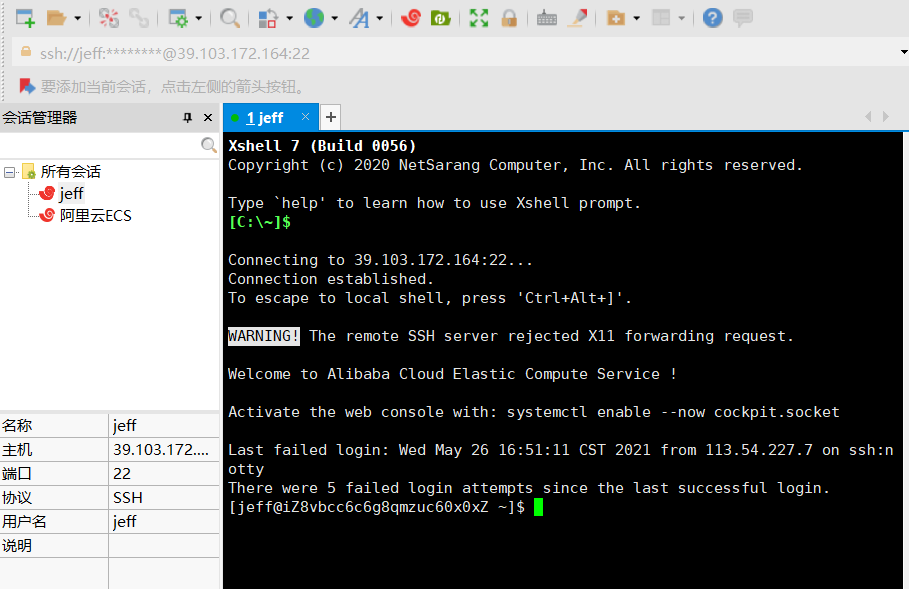 ssh://jeff:********@39.103.172.164:22
要添加当前会话，点击左侧的箭头按钮。
会话管理器
1 jeff
所有会话
jeff
阿里云ECS
Xshell 7 (Build 0056)
Copyright (c) 2020 NetSarang Computer, Inc. All rights reserved.
Type `help' to learn how to use Xshell prompt.
[C:\~]$
Connecting to 39.103.172.164:22...
Connection established.
To escape to local shell, press 'Ctrl+Alt+]'.
WARNING! The remote SSH server rejected X11 forwarding request.
Welcome to Alibaba Cloud Elastic Compute Service !
Activate the web console with: systemctl enable --now cockpit.socket
Last failed login: Wed May 26 16:51:11 CST 2021 from 113.54.227.7 on ssh:n
otty
There were 5 failed login attempts since the last successful login.
[jeff@iZ8vbcc6c6g8qmzuc60x0xZ ~]$
名称 jeff
主机 39.103.172....
端口 22
协议 SSH
用户名 jeff
说明